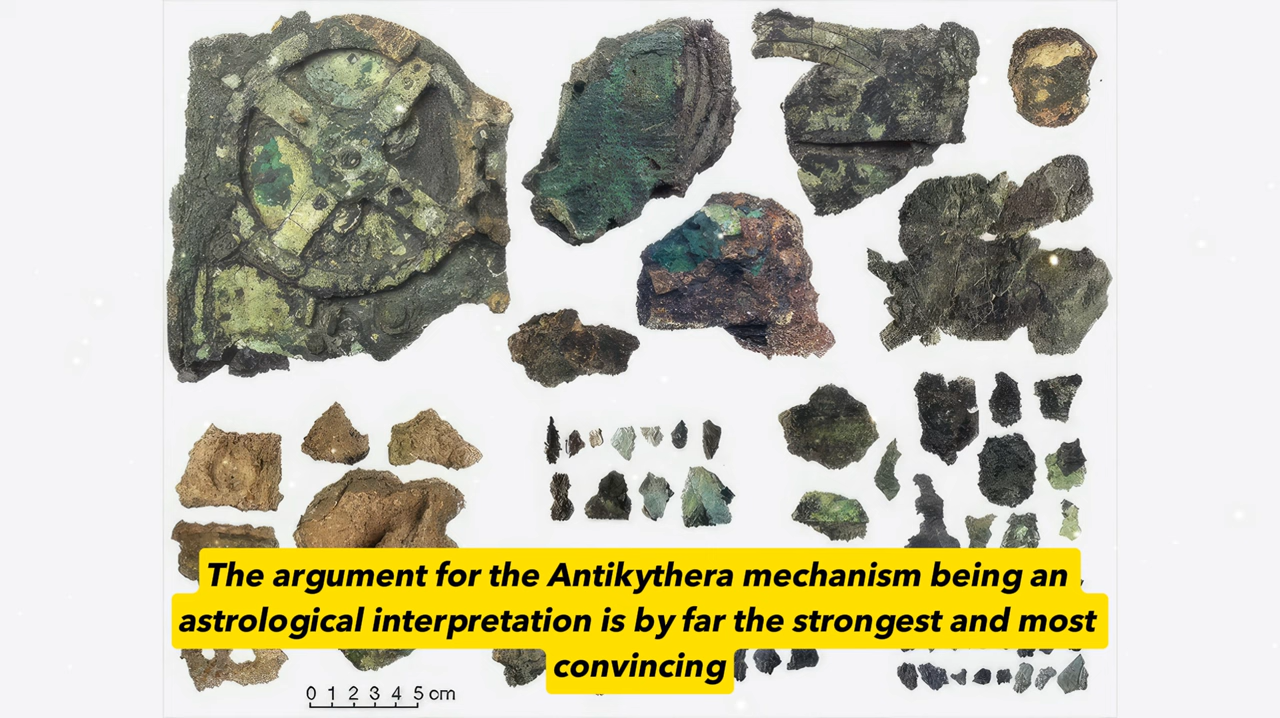 The argument for the Antikythera mechanism being an
astrological interpretation is by far the strongest and most
convincing
0 1 2 3 4 5 cm